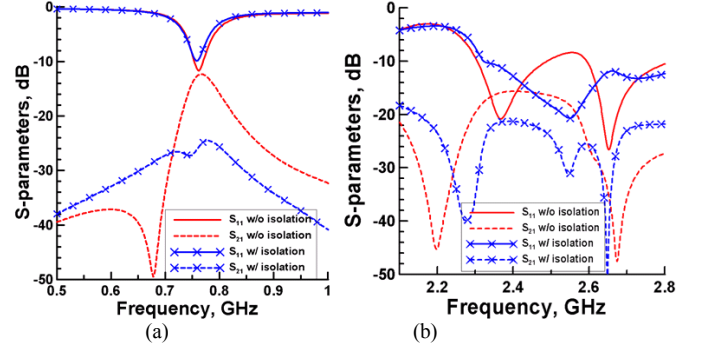 0
-10
-20
-30
-40
-50
0.5
0.6
0.7
0.8
0.9
1
S-parameters, dB
Frequency, GHz
S11 w/o isolation
S21 w/o isolation
S11 w/ isolation
S21 w/ isolation
(a)
0
-10
-20
-30
-40
-50
2.2
2.4
2.6
2.8
S-parameters, dB
Frequency, GHz
S11 w/o isolation
S21 w/o isolation
S11 w/ isolation
S21 w/ isolation
(b)